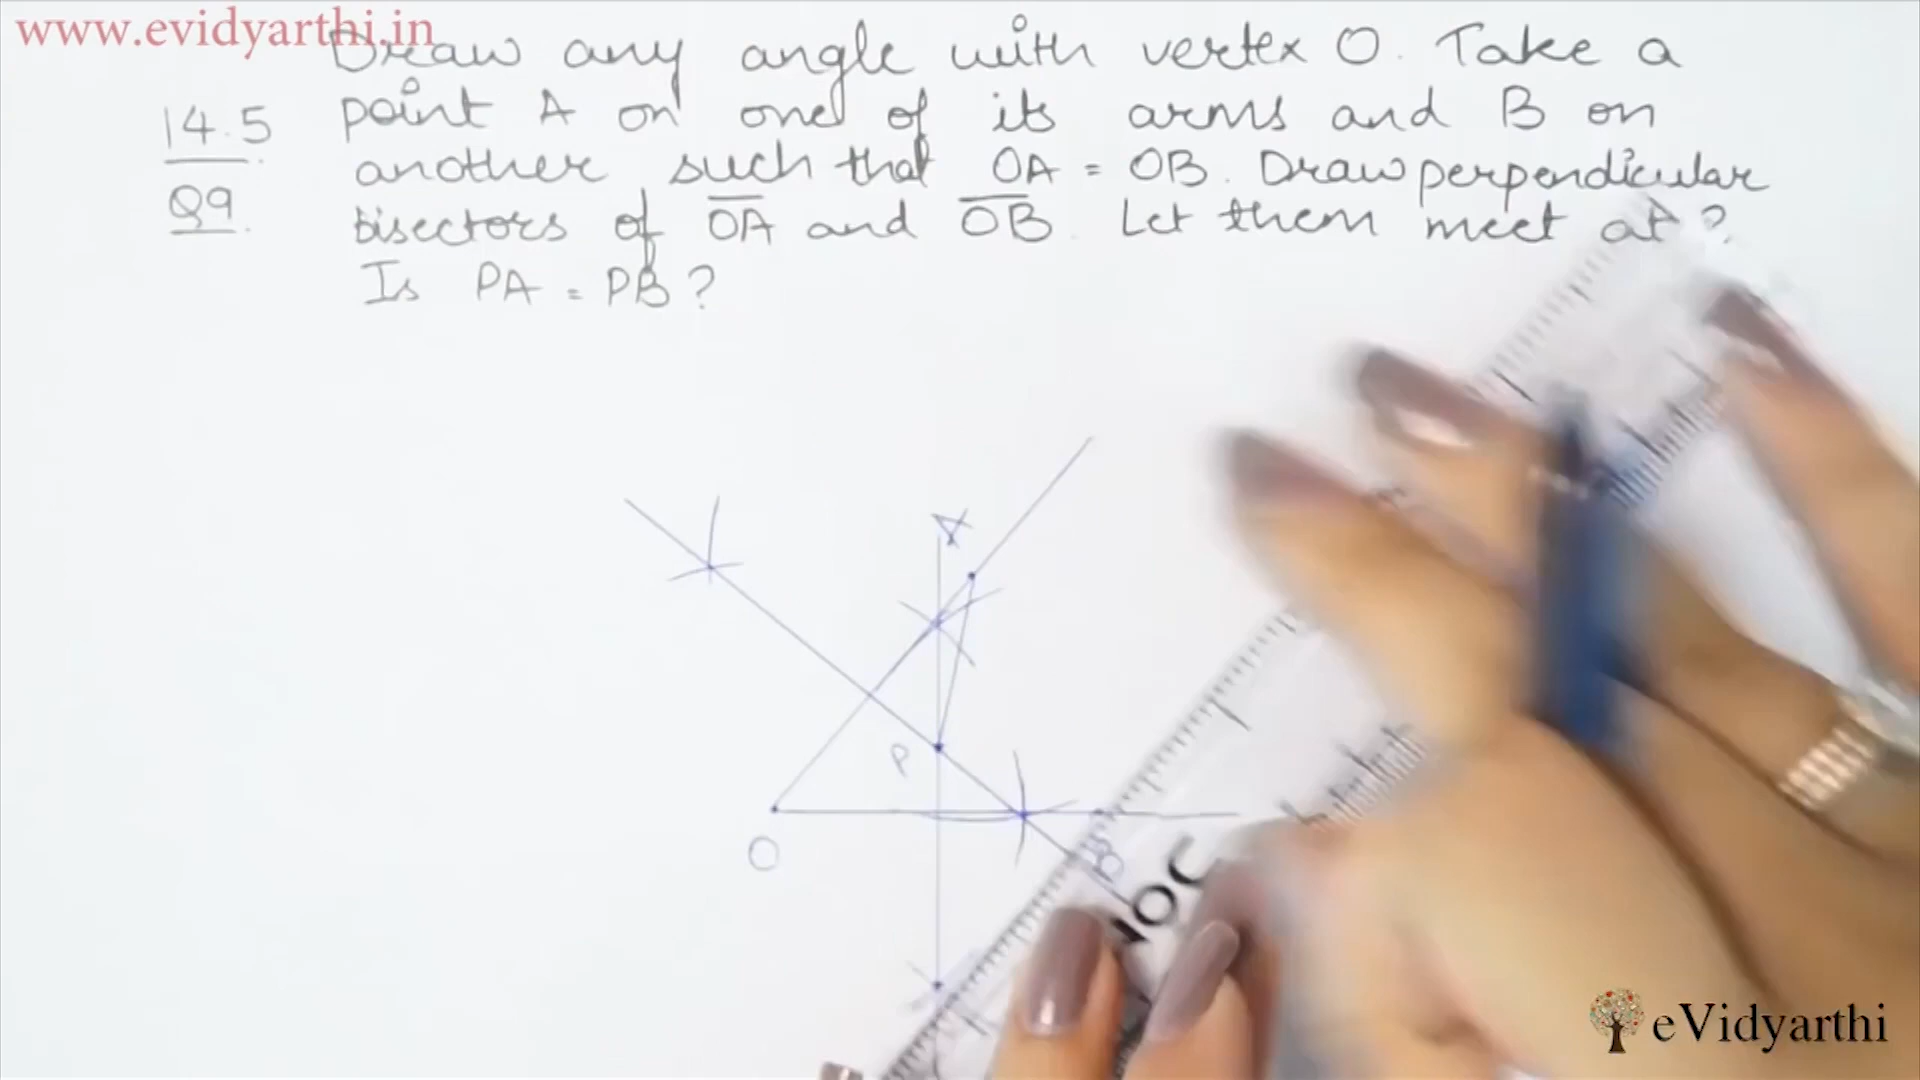 www.evidyarthi.in
Draw any angle with vertex O. Take a
14.5 point A on one of its arms and B on
another such that OA = OB. Draw perpendicular
Q9. bisectors of OA and OB. Let them meet at P.
Is PA = PB?
A
P
O
B
eVidyarthi